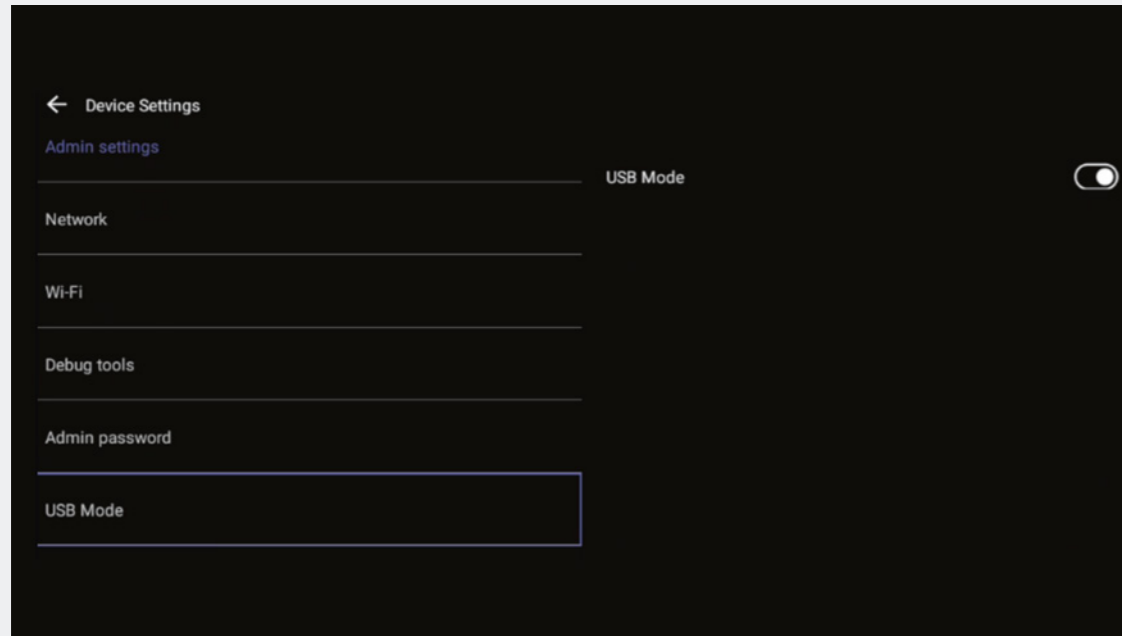 Device Settings
Admin settings
USB Mode
Network
Wi-Fi
Debug tools
Admin password
USB Mode